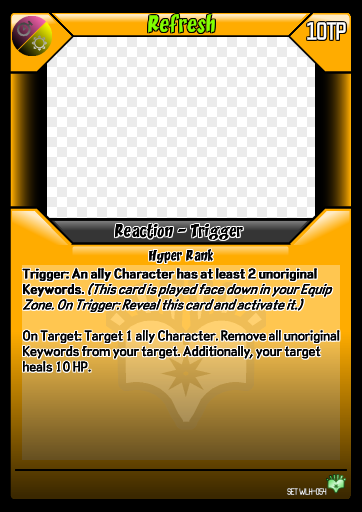 Refresh
10TP
Reaction - Trigger
Hyper Rank
Trigger: An ally Character has at least 2 unoriginal
Keywords. (This card is played face down in your Equip
Zone. On Trigger: Reveal this card and activate it.)
On Target: Target 1 ally Character. Remove all unoriginal
Keywords from your target. Additionally, your target
heals 10 HP.
SET WLH-054